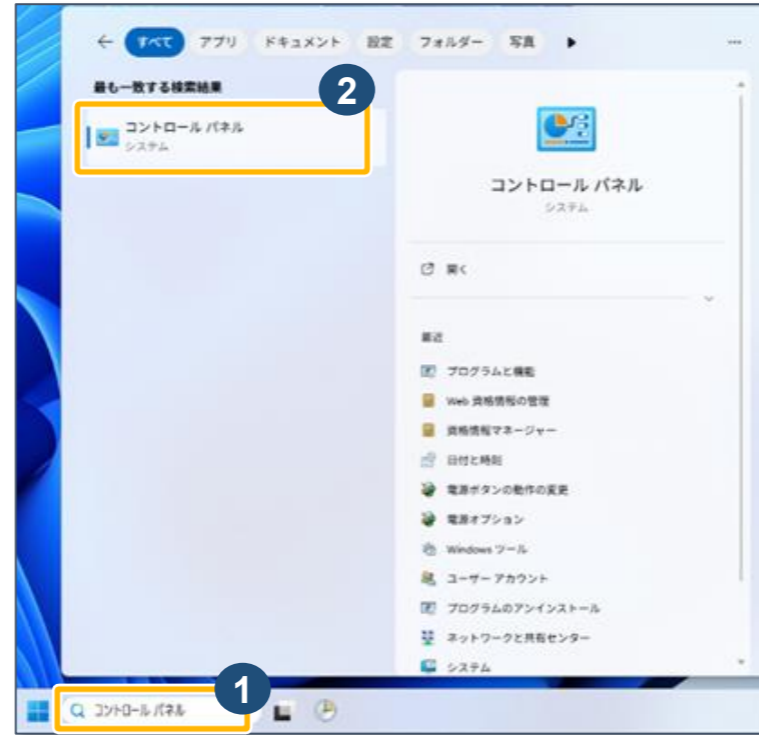 すべて アプリ ドキュメント 設定 フォルダー 写真
最も一致する検索結果
2
コントロール パネル
システム
コントロール パネル
システム
開く
最近
プログラムと機能
Web 資格情報の管理
資格情報マネージャー
日付と時刻
電源ボタンの動作の変更
電源オプション
Windows ツール
ユーザー アカウント
プログラムのアンインストール
ネットワークと共有センター
システム
1
コントロール パネル